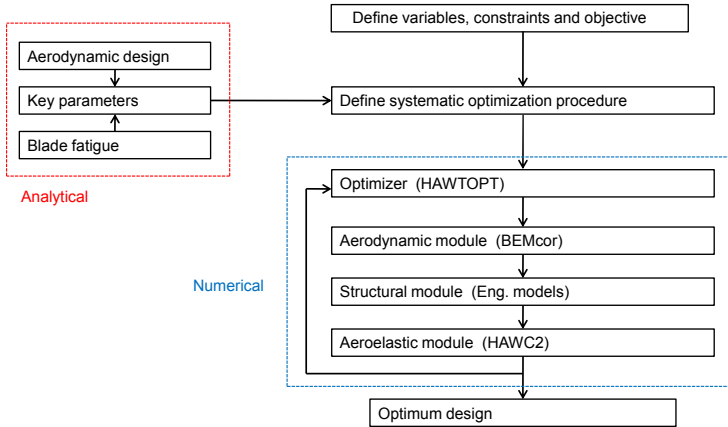 Define variables, constraints and objective
Aerodynamic design
Key parameters
Define systematic optimization procedure
Blade fatigue
Analytical
Optimizer (HAWTOPT)
Aerodynamic module (BEMcor)
Numerical
Structural module (Eng. models)
Aeroelastic module (HAWC2)
Optimum design